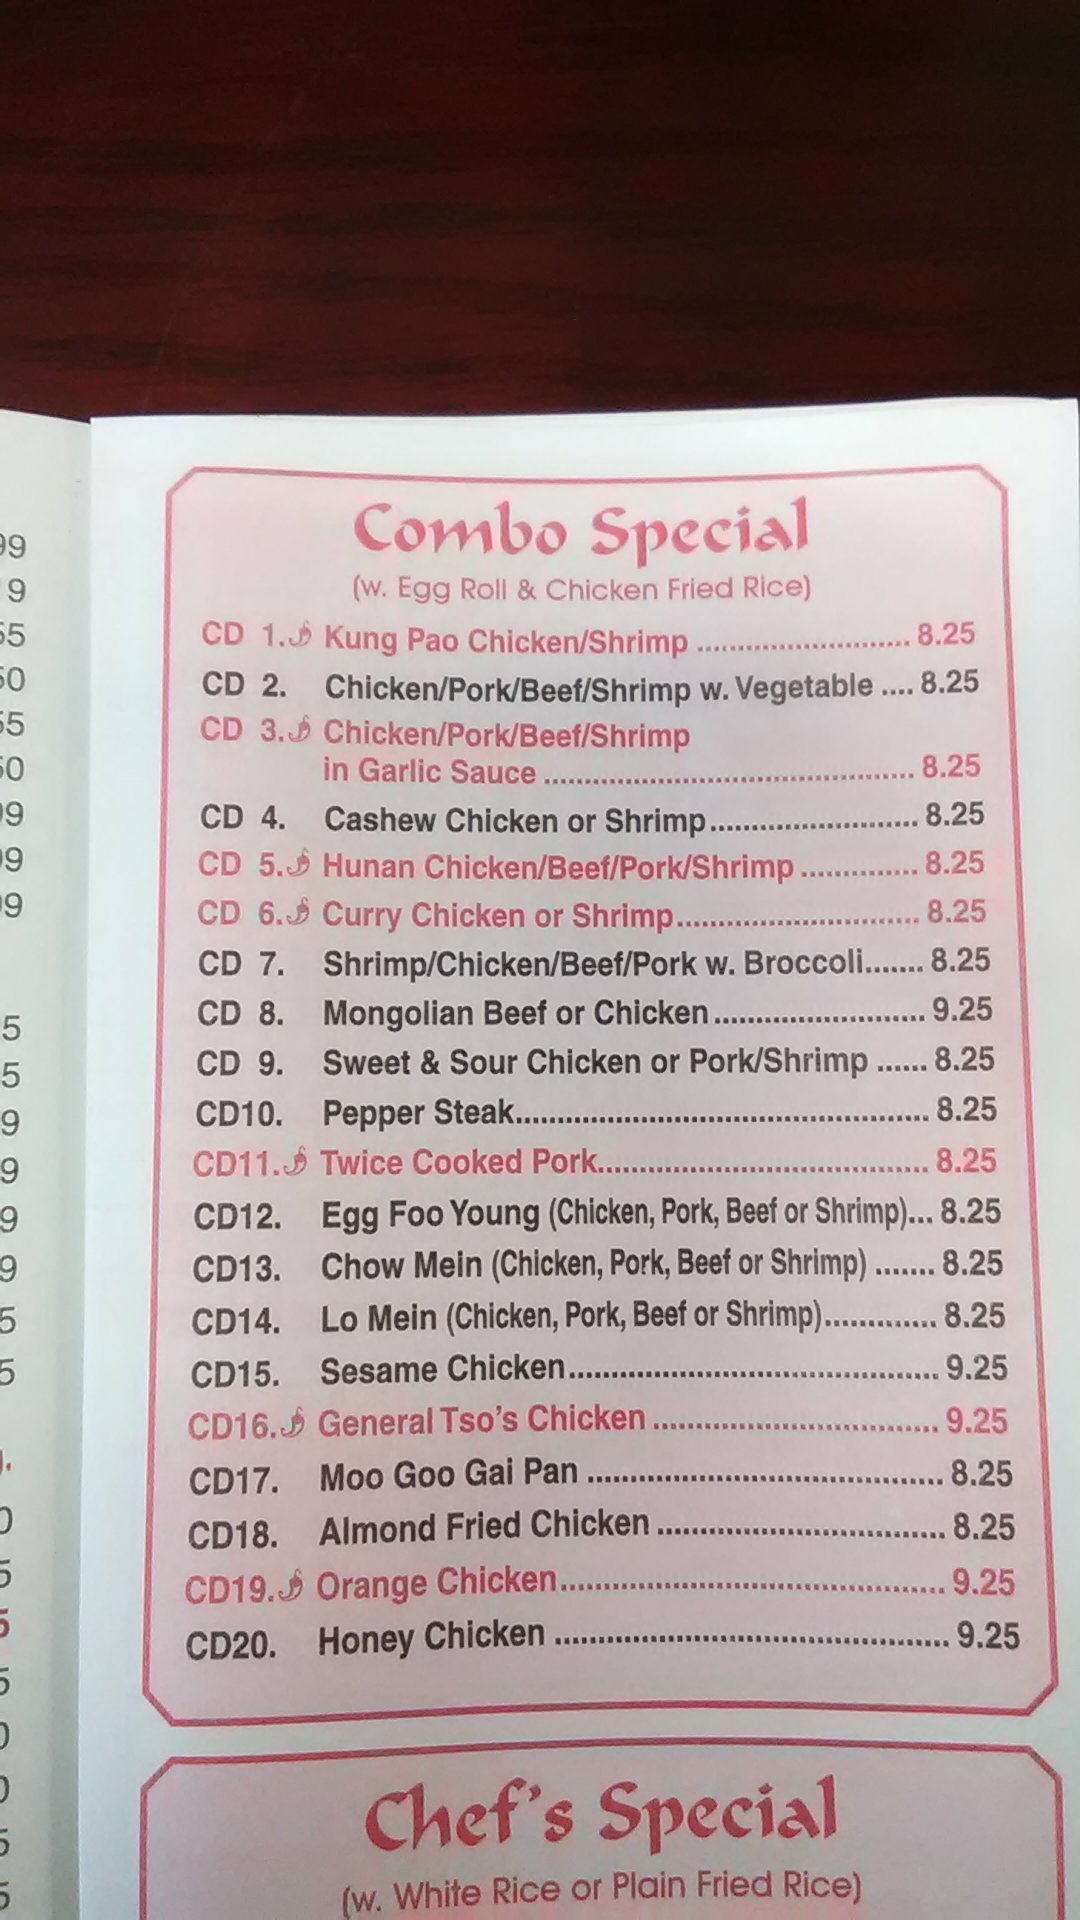 Combo Special
(w. Egg Roll & Chicken Fried Rice)
CD 1. Kung Pao Chicken/Shrimp .......................... 8.25
CD 2. Chicken/Pork/Beef/Shrimp w. Vegetable .... 8.25
CD 3. Chicken/Pork/Beef/Shrimp
in Garlic Sauce ............................................. 8.25
CD 4. Cashew Chicken or Shrimp......................... 8.25
CD 5. Hunan Chicken/Beef/Pork/Shrimp .............. 8.25
CD 6. Curry Chicken or Shrimp............................. 8.25
CD 7. Shrimp/Chicken/Beef/Pork w. Broccoli....... 8.25
CD 8. Mongolian Beef or Chicken......................... 9.25
CD 9. Sweet & Sour Chicken or Pork/Shrimp ...... 8.25
CD10. Pepper Steak................................................. 8.25
CD11. Twice Cooked Pork....................................... 8.25
CD12. Egg Foo Young (Chicken, Pork, Beef or Shrimp)... 8.25
CD13. Chow Mein (Chicken, Pork, Beef or Shrimp) ....... 8.25
CD14. Lo Mein (Chicken, Pork, Beef or Shrimp)............. 8.25
CD15. Sesame Chicken............................................ 9.25
CD16. General Tso's Chicken .................................. 9.25
CD17. Moo Goo Gai Pan .......................................... 8.25
CD18. Almond Fried Chicken .................................. 8.25
CD19. Orange Chicken............................................. 9.25
CD20. Honey Chicken .............................................. 9.25
Chef's Special
(w. White Rice or Plain Fried Rice)